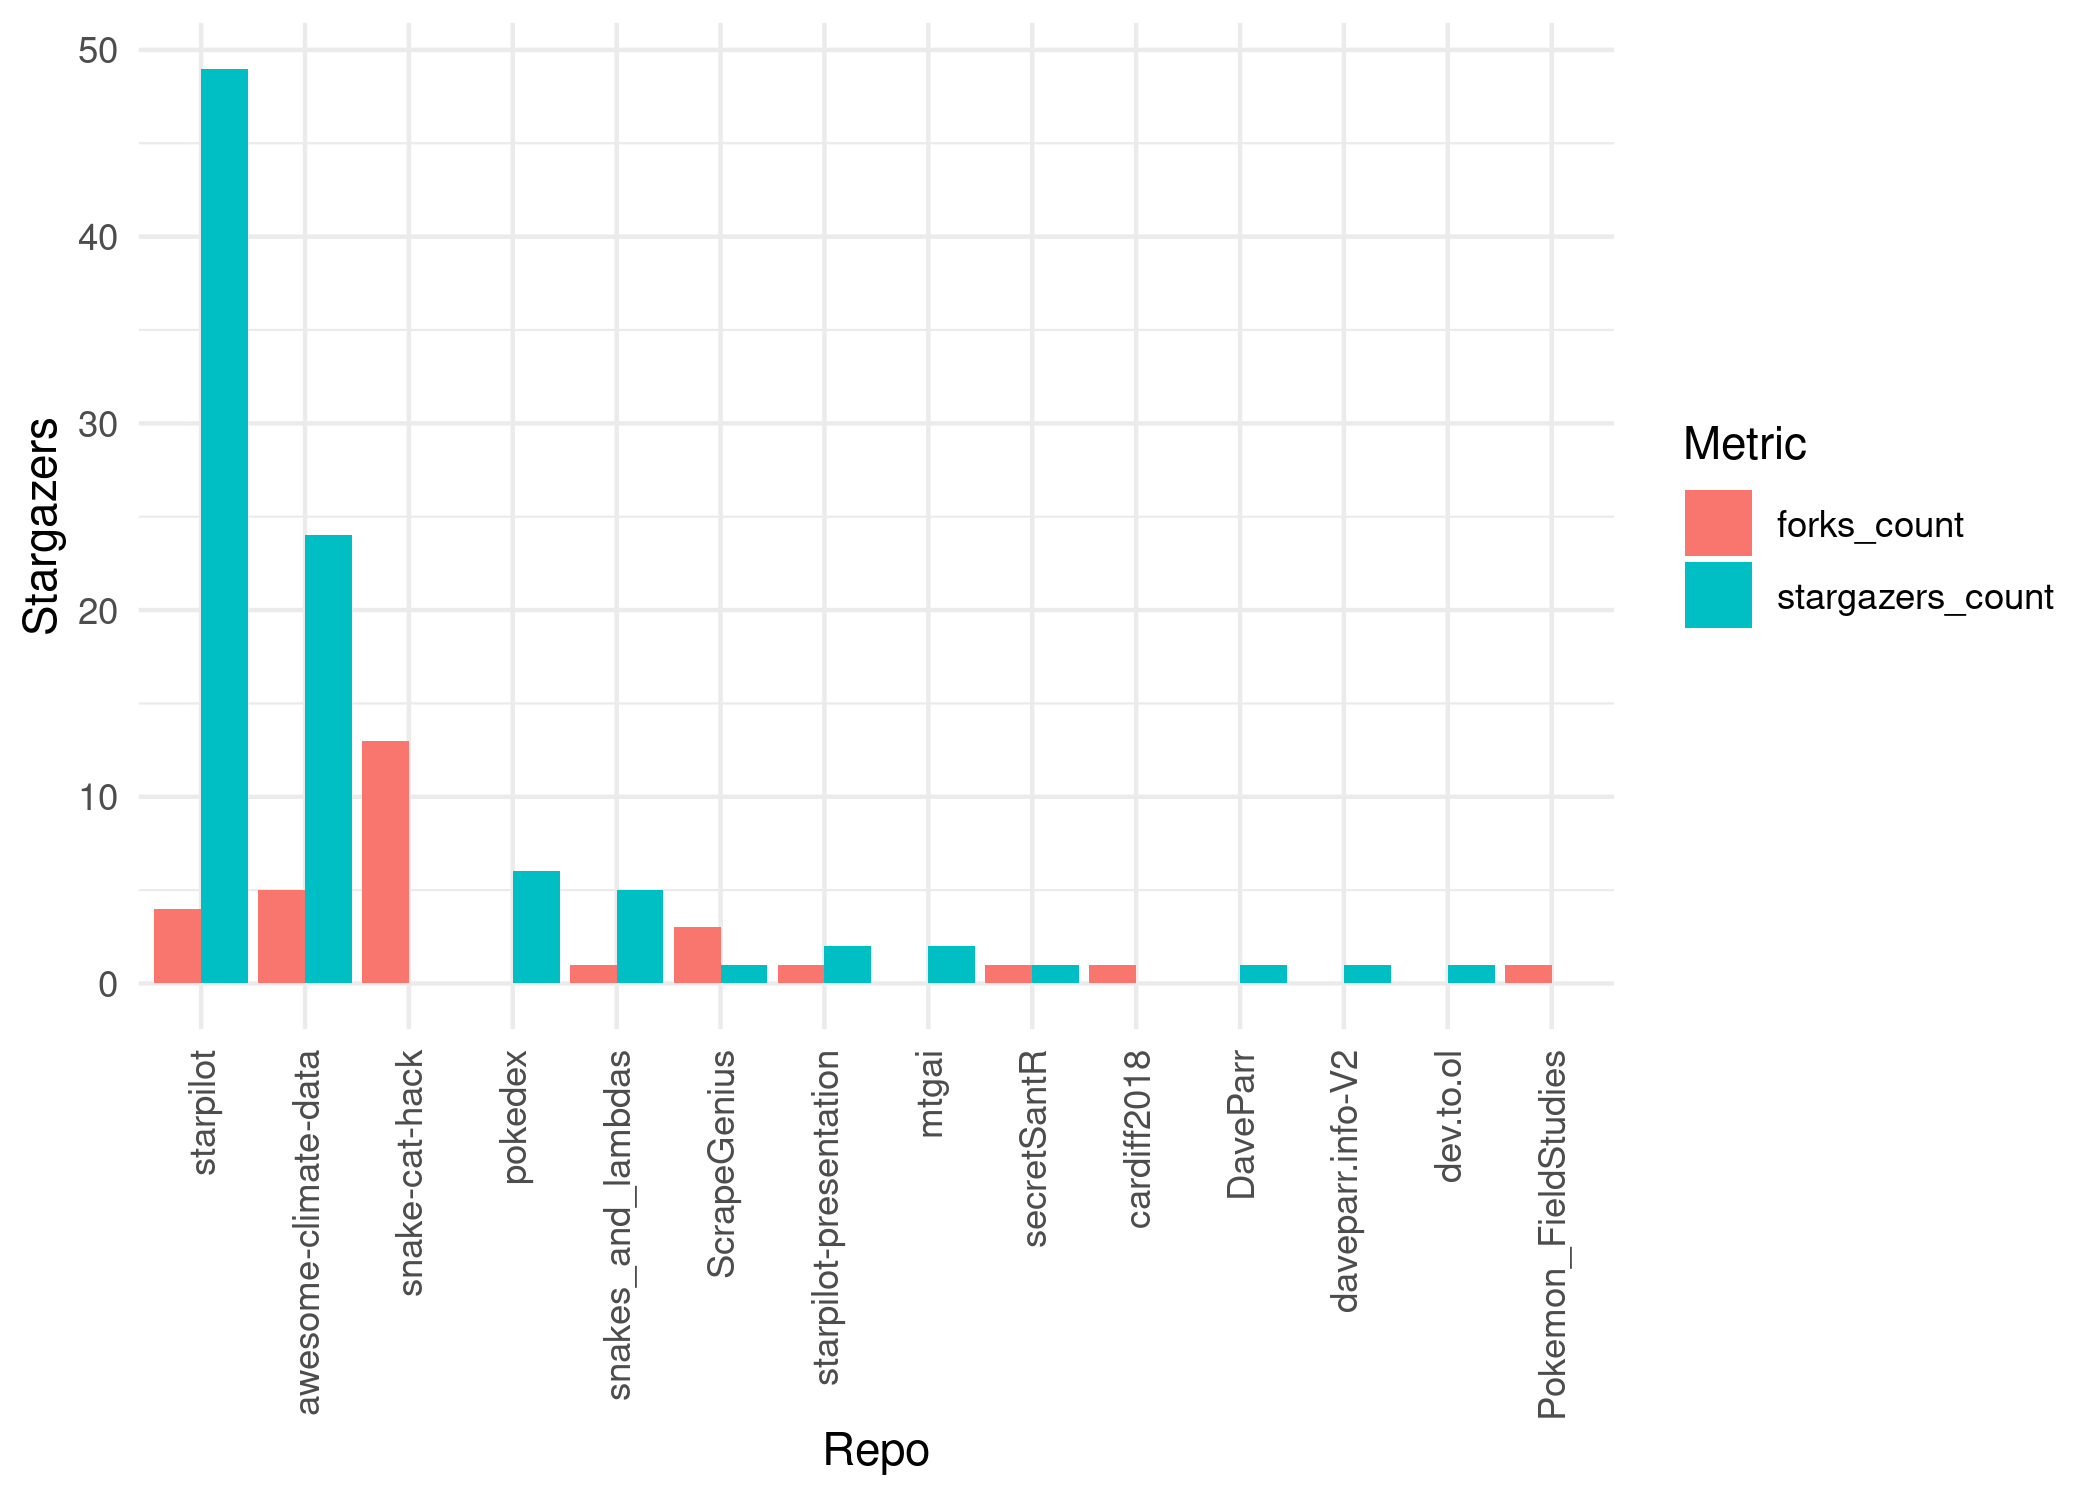 50
40
30
20
10
0
Stargazers
starpilot
awesome-climate-data
snake-cat-hack
pokedex
snakes_and_lambdas
ScrapeGenius
starpilot-presentation
mtgai
secretSantR
cardiff2018
DaveParr
daveparr.info-V2
dev.to.ol
Pokemon_FieldStudies
Repo
Metric
forks_count
stargazers_count